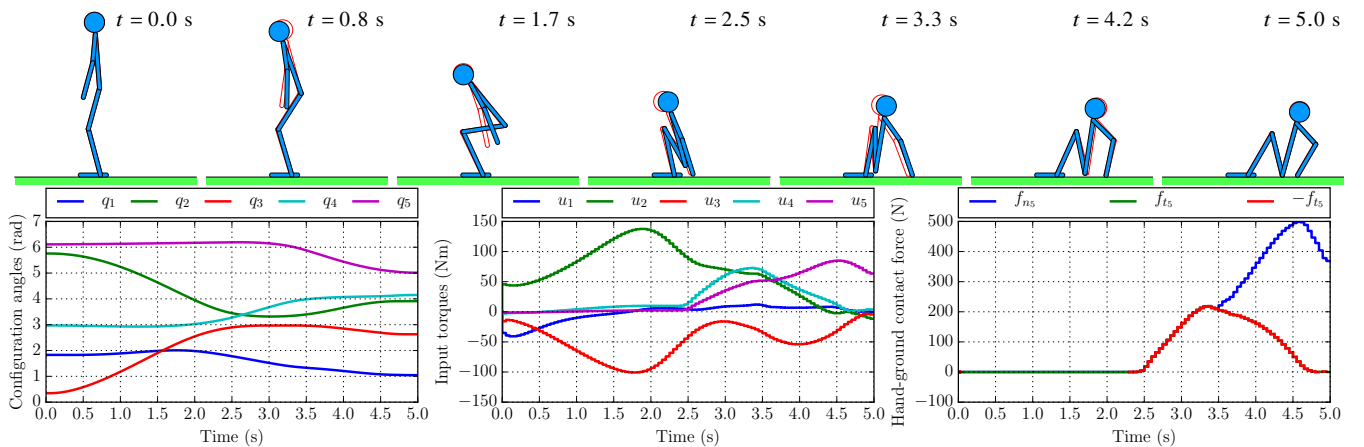 t = 0.0 s t = 0.8 s t = 1.7 s t = 2.5 s t = 3.3 s t = 4.2 s t = 5.0 s
q1 q2 q3 q4 q5
Configuration angles (rad)
7
6
5
4
3
2
1
0
0.0 0.5 1.0 1.5 2.0 2.5 3.0 3.5 4.0 4.5 5.0
Time (s)
u1 u2 u3 u4 u5
Input torques (Nm)
150
100
50
0
−50
−100
−150
0.0 0.5 1.0 1.5 2.0 2.5 3.0 3.5 4.0 4.5 5.0
Time (s)
fn5 ft5 −ft5
Hand-ground contact force (N)
500
400
300
200
100
0
−100
0.0 0.5 1.0 1.5 2.0 2.5 3.0 3.5 4.0 4.5 5.0
Time (s)